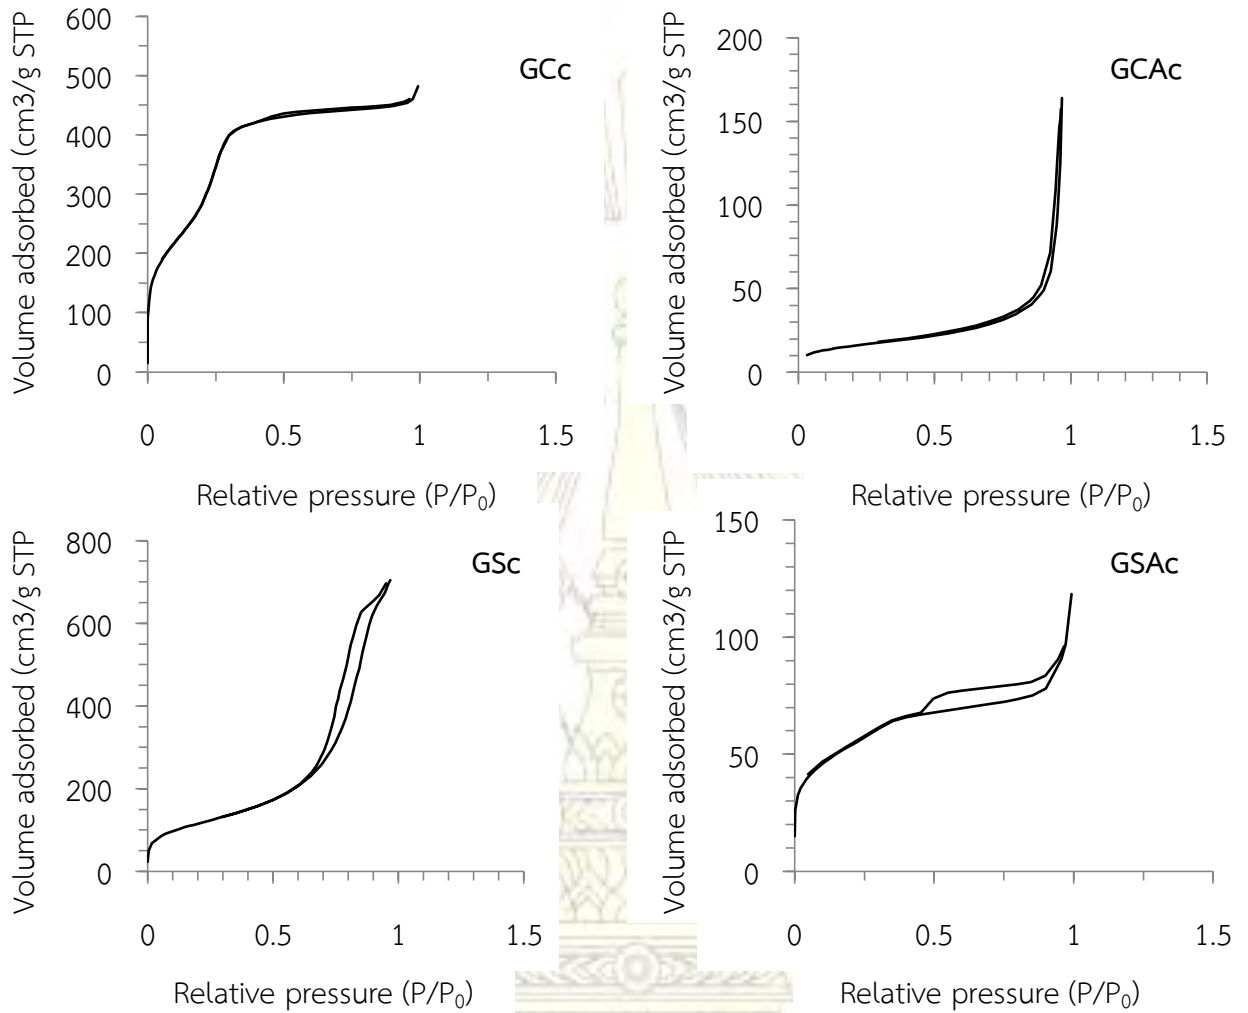 600
500
400
300
200
100
0
Volume adsorbed (cm3/g STP
GCc
0 0.5 1 1.5
Relative pressure (P/P₀)
200
150
100
50
0
Volume adsorbed (cm3/g STP
GCAc
0 0.5 1 1.5
Relative pressure (P/P₀)
800
600
400
200
0
Volume adsorbed (cm3/g STP
GSc
0 0.5 1 1.5
Relative pressure (P/P₀)
150
100
50
0
Volume adsorbed (cm3/g STP
GSAc
0 0.5 1 1.5
Relative pressure (P/P₀)